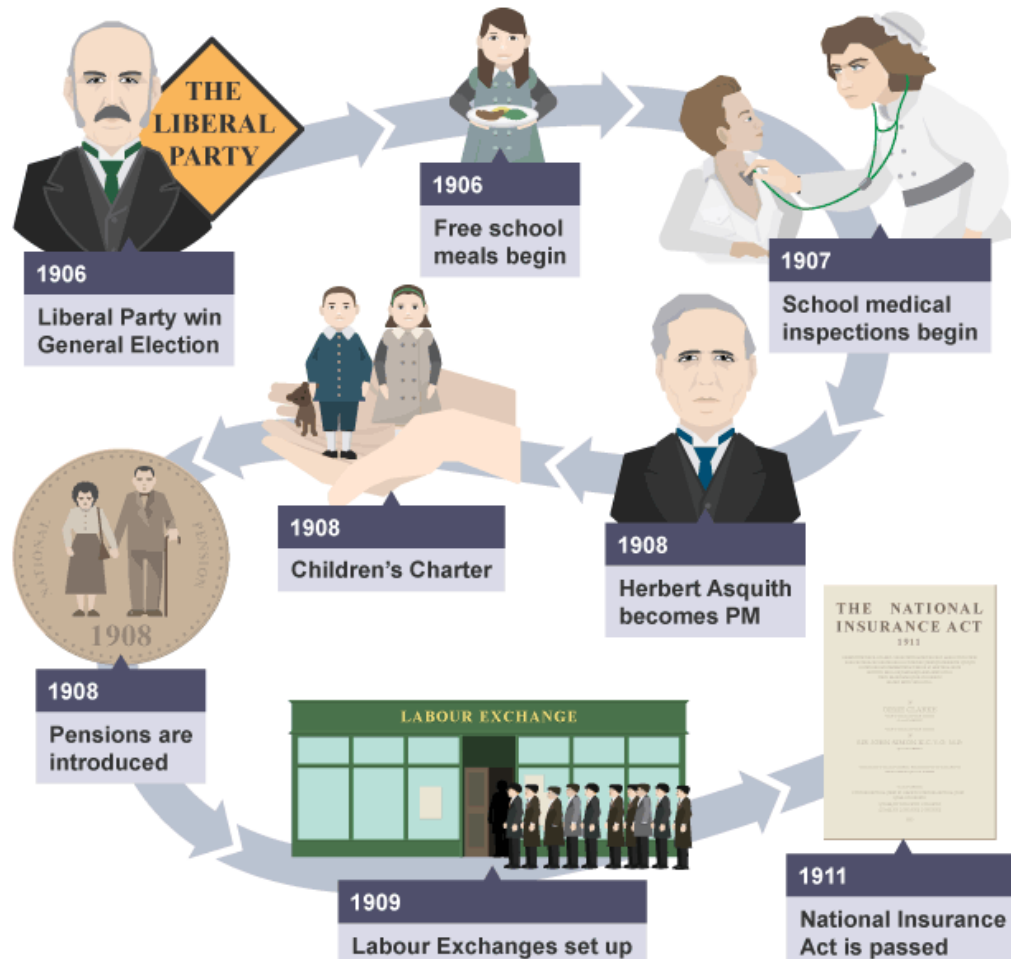 THE
LIBERAL
PARTY
1906
Liberal Party win
General Election
1906
Free school
meals begin
1907
School medical
inspections begin
1908
Herbert Asquith
becomes PM
1908
Children's Charter
NATIONAL
PENSION
1908
1908
Pensions are
introduced
LABOUR EXCHANGE
1909
Labour Exchanges set up
THE NATIONAL
INSURANCE ACT
1911
1911
National Insurance
Act is passed